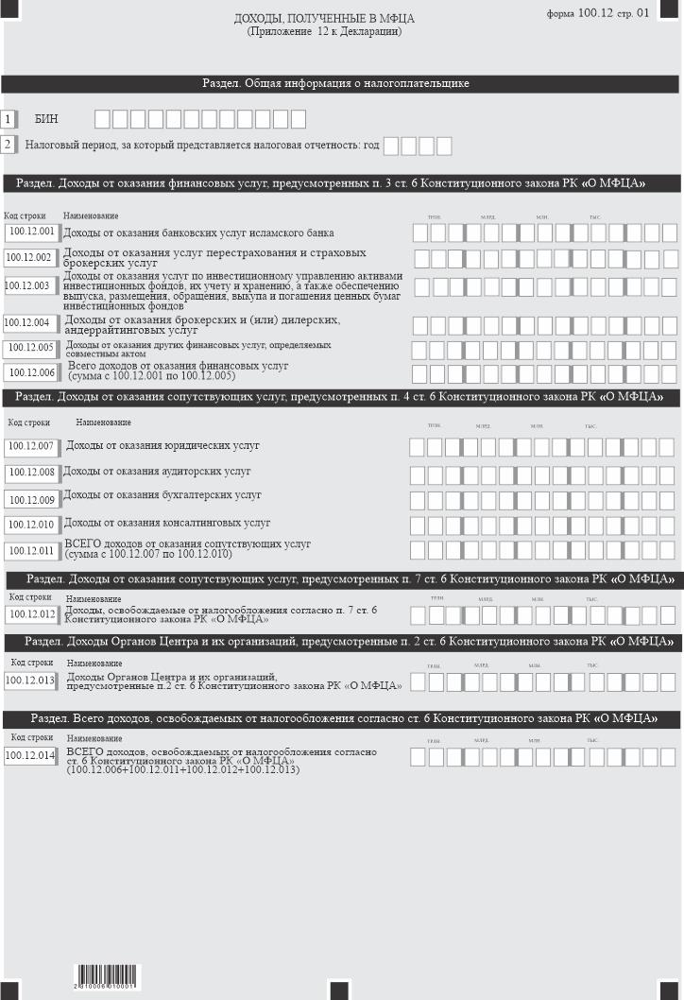 ДОХОДЫ, ПОЛУЧЕННЫЕ В МФЦА
форма 100.12 стр. 01
(Приложение 12 к Декларации)
Раздел. Общая информация о налогоплательщике
1 БИН
2 Налоговый период, за который представляется налоговая отчетность: год
Раздел. Доходы от оказания финансовых услуг, предусмотренных п. 3 ст. 6 Конституционного закона РК «О МФЦА»
Код строки Наименование ТРЛН. МЛРД. МЛН. ТЫС.
100.12.001 Доходы от оказания банковских услуг исламского банка
100.12.002 Доходы от оказания услуг перестрахования и страховых
брокерских услуг
100.12.003 Доходы от оказания услуг по инвестиционному управлению активами
инвестиционных фондов, их учету и хранению, а также обеспечению
выпуска, размещения, обращения, выкупа и погашения ценных бумаг
инвестиционных фондов
100.12.004 Доходы от оказания брокерских и (или) дилерских,
андеррайтинговых услуг
100.12.005 Доходы от оказания других финансовых услуг, определяемых
совместным актом
100.12.006 Всего доходов от оказания финансовых услуг
(сумма с 100.12.001 по 100.12.005)
Раздел. Доходы от оказания сопутствующих услуг, предусмотренных п. 4 ст. 6 Конституционного закона РК «О МФЦА»
Код строки Наименование ТРЛН. МЛРД. МЛН. ТЫС.
100.12.007 Доходы от оказания юридических услуг
100.12.008 Доходы от оказания аудиторских услуг
100.12.009 Доходы от оказания бухгалтерских услуг
100.12.010 Доходы от оказания консалтинговых услуг
100.12.011 ВСЕГО доходов от оказания сопутствующих услуг
(сумма с 100.12.007 по 100.12.010)
Раздел. Доходы от оказания сопутствующих услуг, предусмотренных п. 7 ст. 6 Конституционного закона РК «О МФЦА»
Код строки Наименование ТРЛН. МЛРД. МЛН. ТЫС.
100.12.012 Доходы, освобождаемые от налогообложения согласно п. 7 ст. 6
Конституционного закона РК «О МФЦА»
Раздел. Доходы Органов Центра и их организаций, предусмотренные п. 2 ст. 6 Конституционного закона РК «О МФЦА»
Код строки Наименование ТРЛН. МЛРД. МЛН. ТЫС.
100.12.013 Доходы Органов Центра и их организаций,
предусмотренные п.2 ст. 6 Конституционного закона РК «О МФЦА»
Раздел. Всего доходов, освобождаемых от налогообложения согласно ст. 6 Конституционного закона РК «О МФЦА»
Код строки Наименование ТРЛН. МЛРД. МЛН. ТЫС.
100.12.014 ВСЕГО доходов, освобождаемых от налогообложения согласно
ст. 6 Конституционного закона РК «О МФЦА»
(100.12.006+100.12.011+100.12.012+100.12.013)
2 310006 010001